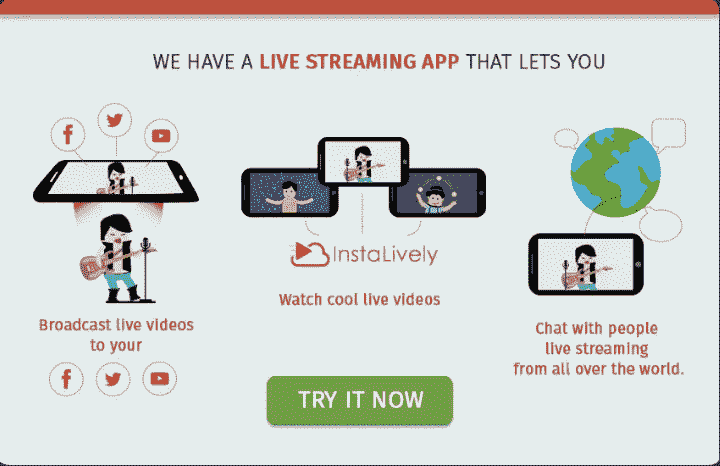 WE HAVE A LIVE STREAMING APP THAT LETS YOU
Broadcast live videos
to your
InstaLively
Watch cool live videos
Chat with people
live streaming
from all over the world.
TRY IT NOW